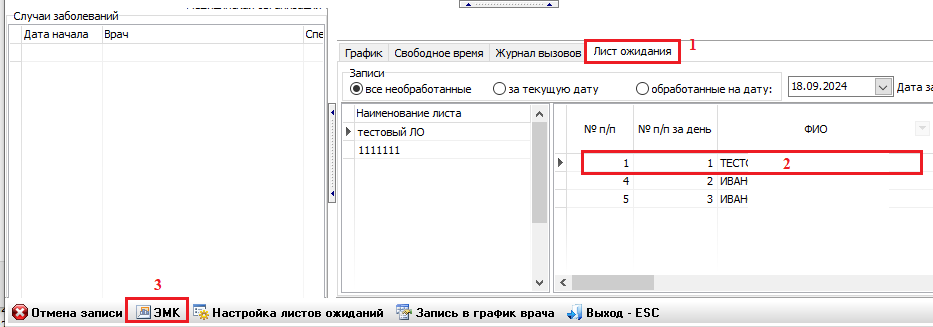 Случаи заболеваний
Дата начала Врач Спе
1
График Свободное время Журнал вызовов Лист ожидания
Записи
все необработанные за текущую дату обработанные на дату: 18.09.2024 Дата за
Наименование листа
тестовый ЛО
1111111
№ п/п № п/п за день ФИО
1 1 ТЕСТО 2
4 2 ИВАН
5 3 ИВАН
3
Отмена записи ЭМК Настройка листов ожиданий Запись в график врача Выход - ESC